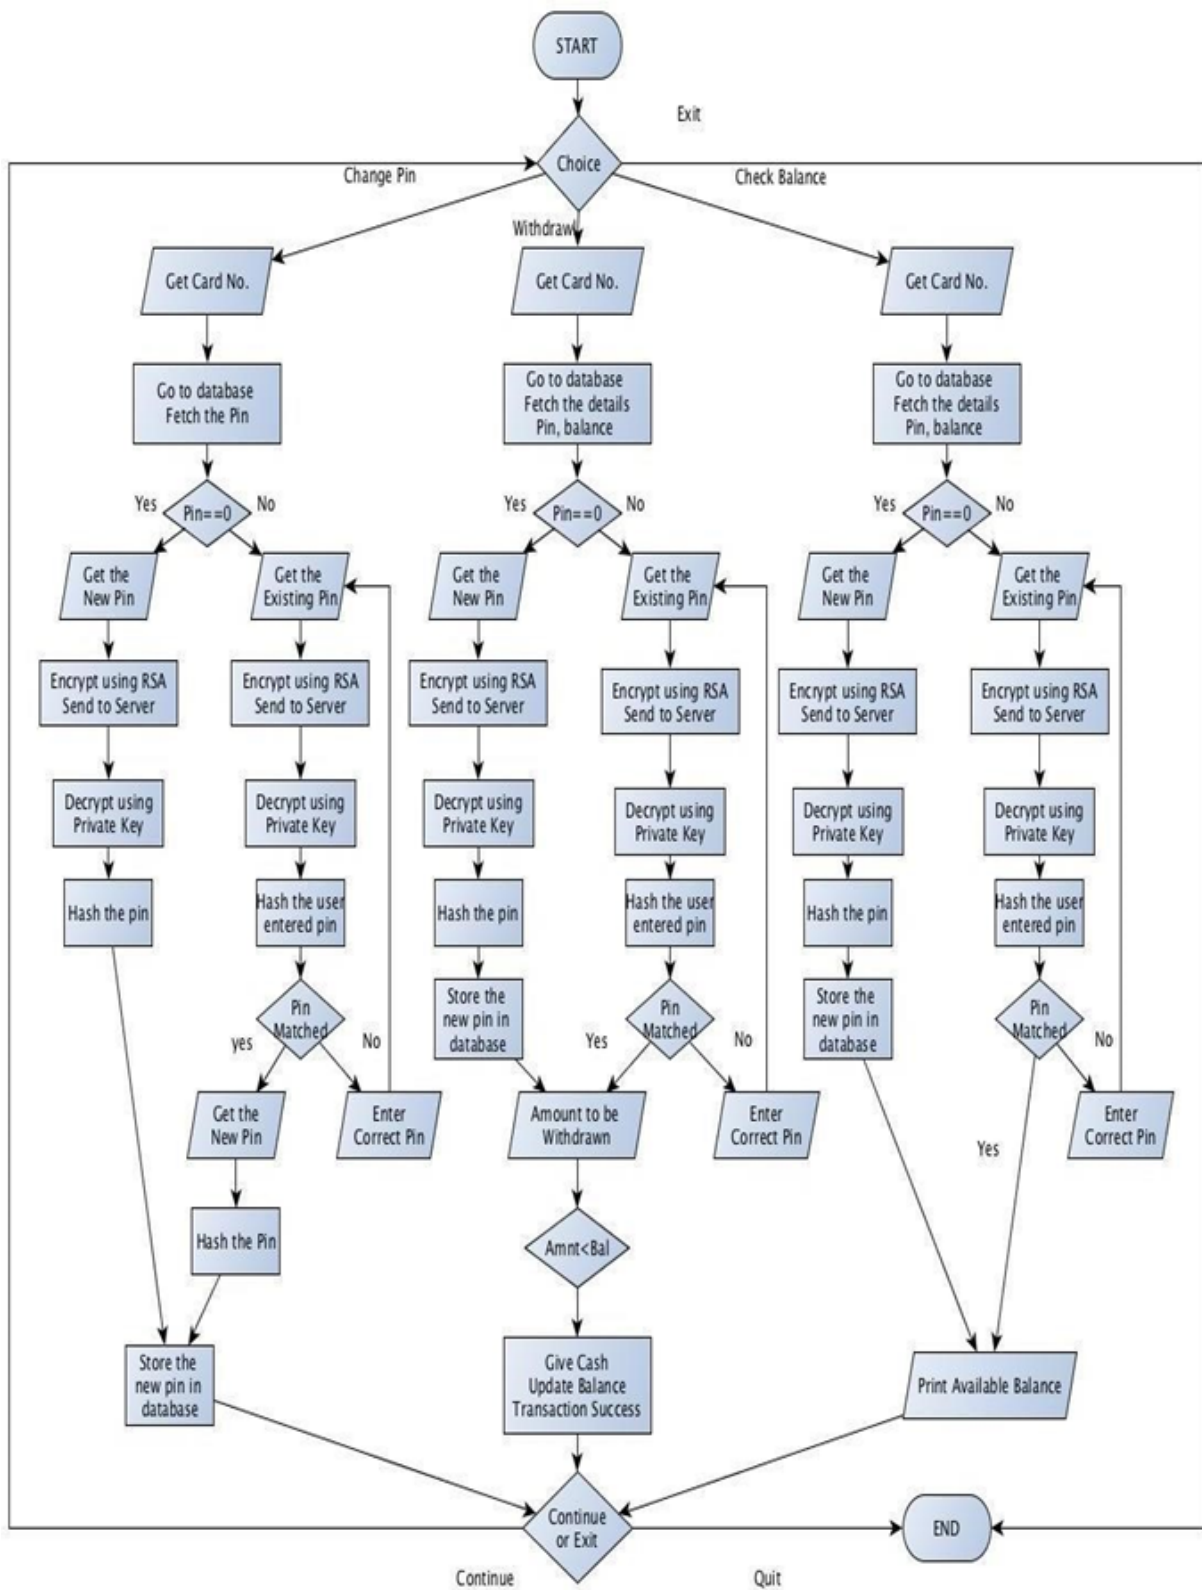 START
Exit
Choice
Change Pin
Check Balance
Withdrawl
Get Card No.
Get Card No.
Get Card No.
Go to database
Fetch the Pin
Go to database
Fetch the details
Pin, balance
Go to database
Fetch the details
Pin, balance
Yes
Pin==0
No
Yes
Pin==0
No
Yes
Pin==0
No
Get the
New Pin
Get the
Existing Pin
Get the
New Pin
Get the
Existing Pin
Get the
New Pin
Get the
Existing Pin
Encrypt using RSA
Send to Server
Encrypt using RSA
Send to Server
Encrypt using RSA
Send to Server
Encrypt using RSA
Send to Server
Encrypt using RSA
Send to Server
Encrypt using RSA
Send to Server
Decrypt using
Private Key
Decrypt using
Private Key
Decrypt using
Private Key
Decrypt using
Private Key
Decrypt using
Private Key
Decrypt using
Private Key
Hash the pin
Hash the user
entered pin
Hash the pin
Hash the user
entered pin
Hash the pin
Hash the user
entered pin
Pin
Matched
yes
No
Store the
new pin in
database
Pin
Matched
Yes
No
Store the
new pin in
database
Pin
Matched
No
Yes
Get the
New Pin
Enter
Correct Pin
Amount to be
Withdrawn
Enter
Correct Pin
Enter
Correct Pin
Hash the Pin
Amnt<Bal
Store the
new pin in
database
Give Cash
Update Balance
Transaction Success
Print Available Balance
Continue
or Exit
END
Continue
Quit